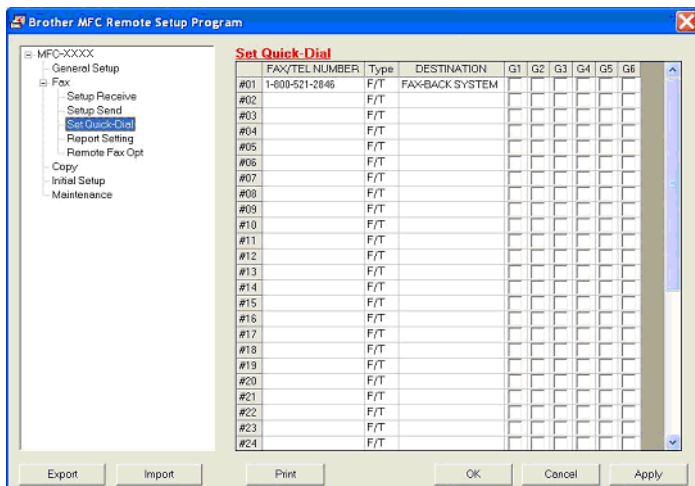 Brother MFC Remote Setup Program
MFC-XXXX
General Setup
Fax
Setup Receive
Setup Send
Set Quick-Dial
Report Setting
Remote Fax Opt
Copy
Initial Setup
Maintenance
Set Quick-Dial
FAX/TEL NUMBER Type DESTINATION G1 G2 G3 G4 G5 G6
#01 1-800-521-2846 F/T FAX-BACK SYSTEM
#02 F/T
#03 F/T
#04 F/T
#05 F/T
#06 F/T
#07 F/T
#08 F/T
#09 F/T
#10 F/T
#11 F/T
#12 F/T
#13 F/T
#14 F/T
#15 F/T
#16 F/T
#17 F/T
#18 F/T
#19 F/T
#20 F/T
#21 F/T
#22 F/T
#23 F/T
#24 F/T
Export Import Print OK Cancel Apply